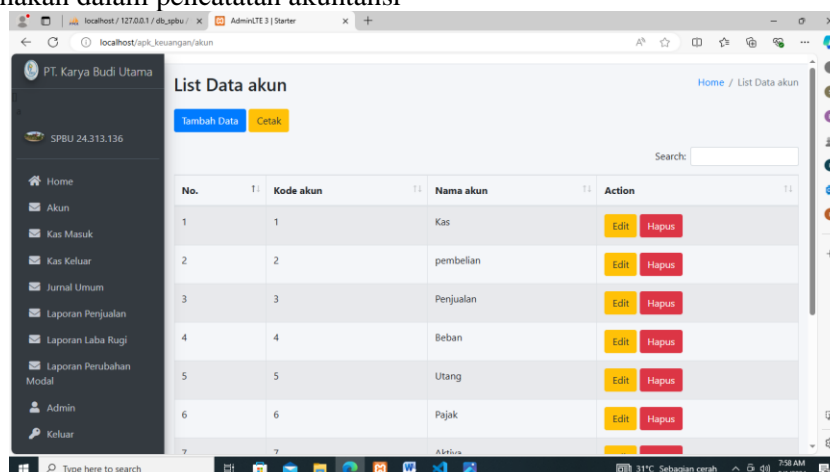 dalam pencatatan akuntansi
localhost / 127.0.0.1 / db_spbu /
AdminLTE 3 | Starter
localhost/apk_keuangan/akun
PT. Karya Budi Utama
SPBU 24.313.136
Home
Akun
Kas Masuk
Kas Keluar
Jurnal Umum
Laporan Penjualan
Laporan Laba Rugi
Laporan Perubahan
Modal
Admin
Keluar
List Data akun
Home / List Data akun
Tambah Data Cetak
Search:
No. Kode akun Nama akun Action
1 1 Kas Edit Hapus
2 2 pembelian Edit Hapus
3 3 Penjualan Edit Hapus
4 4 Beban Edit Hapus
5 5 Utang Edit Hapus
6 6 Pajak Edit Hapus
7 7 Aktiva
Type here to search
31°C Sebagian cerah
7:58 AM